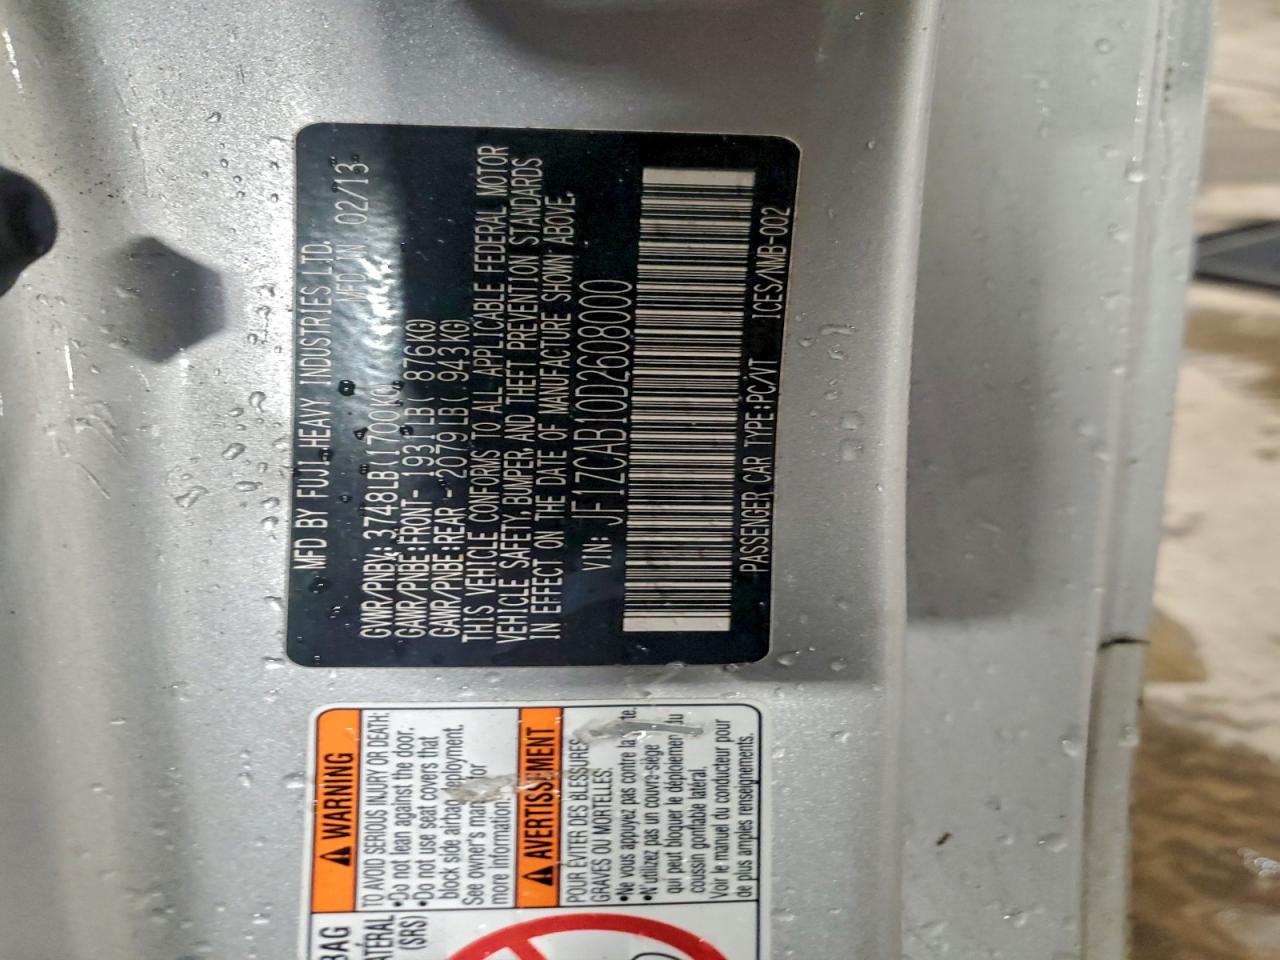 MFD BY FUJI HEAVY INDUSTRIES LTD.
MFD IN 02/13
GVWR/PNBV: 3748LB(1700KG)
GAWR/PNBE:FRONT- 1931LB( 876KG)
GAWR/PNBE:REAR - 2079LB( 943KG)
THIS VEHICLE CONFORMS TO ALL APPLICABLE FEDERAL MOTOR
VEHICLE SAFETY, BUMPER, AND THEFT PREVENTION STANDARDS
IN EFFECT ON THE DATE OF MANUFACTURE SHOWN ABOVE.
VIN: JF1ZCAB10D2608000
PASSENGER CAR TYPE:PC/VT ICES/NMB-002
BAG
ATÉRAL
(SRS)
WARNING
TO AVOID SERIOUS INJURY OR DEATH:
•Do not lean against the door.
•Do not use seat covers that
block side airbag deployment.
See owner's manual for
more information.
AVERTISSEMENT
POUR ÉVITER DES BLESSURES
GRAVES OU MORTELLES:
•Ne vous appuyez pas contre la
•N'utilizez pas un couvre-siège
qui peut bloquer le déploiement du
coussin gonflable latéral.
Voir le manuel du conducteur pour
de plus amples renseignements.